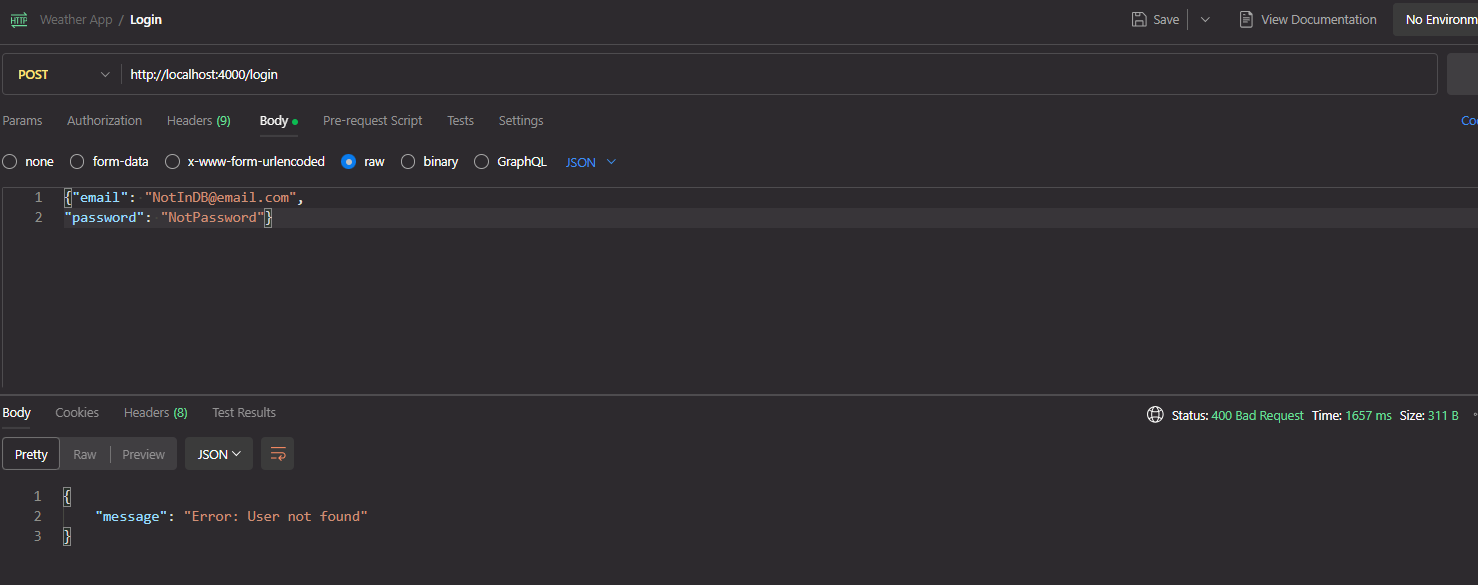 HTTP Weather App / Login Save View Documentation No Environm
POST http://localhost:4000/login
Params Authorization Headers (9) Body Pre-request Script Tests Settings Coo
none form-data x-www-form-urlencoded raw binary GraphQL JSON
1 {"email": "NotInDB@email.com",
2 "password": "NotPassword"}
Body Cookies Headers (8) Test Results Status: 400 Bad Request Time: 1657 ms Size: 311 B
Pretty Raw Preview JSON
1 {
2 "message": "Error: User not found"
3 }